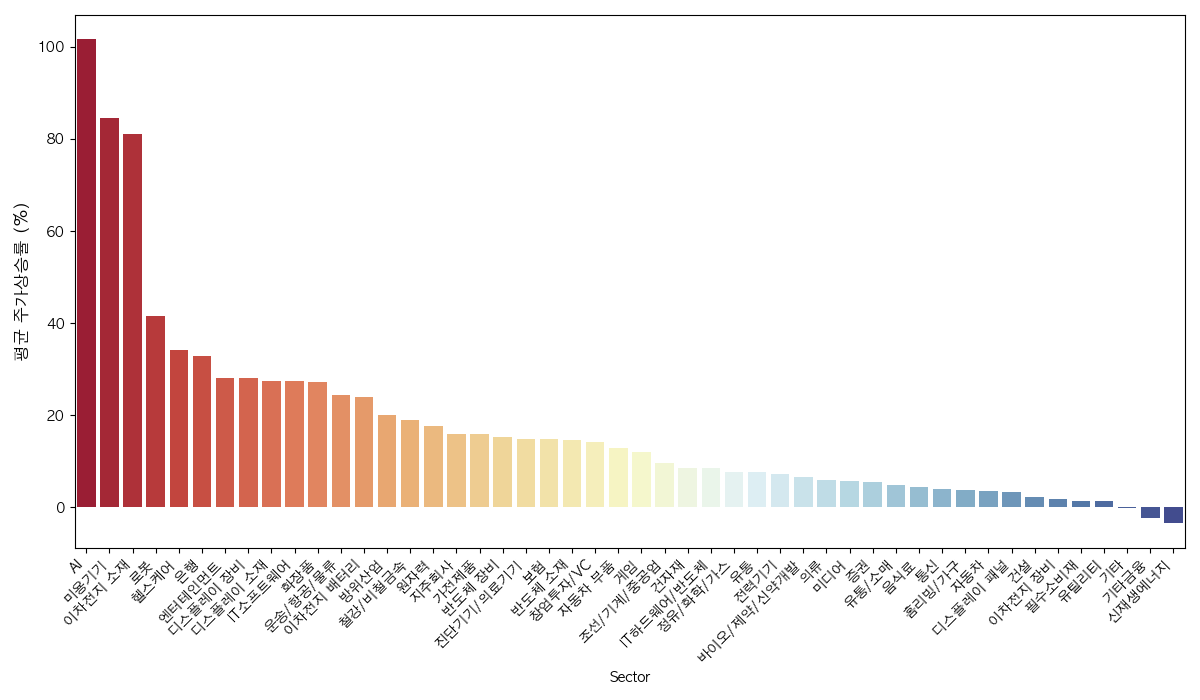 평균 주가상승률 (%)
100
80
60
40
20
0
AI
미용기기
이차전지 소재
로봇
헬스케어
은행
엔터테인먼트
디스플레이 장비
디스플레이 소재
IT소프트웨어
화장품
운송/항공/물류
이차전지 배터리
방위산업
철강/비철금속
원자력
지주회사
가전제품
반도체 장비
진단기기/의료기기
보험
반도체 소재
창업투자/VC
자동차 부품
게임
조선/기계/중공업
건자재
IT하드웨어/반도체
정유/화학/가스
유통
전력기기
바이오/제약/신약개발
의류
미디어
증권
유통/소매
음식료
통신
홈리빙/가구
자동차
디스플레이 패널
건설
이차전지 장비
필수소비재
유틸리티
기타
기타금융
신재생에너지
Sector